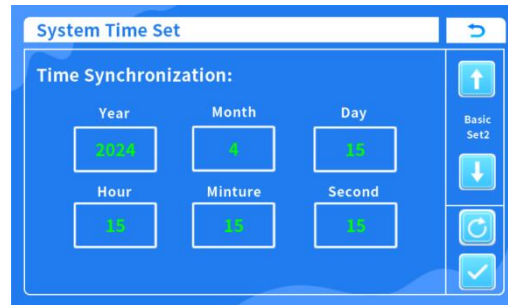 System Time Set
Time Synchronization:
Year Month Day
2024 4 15
Hour Minture Second
15 15 15
Basic
Set2